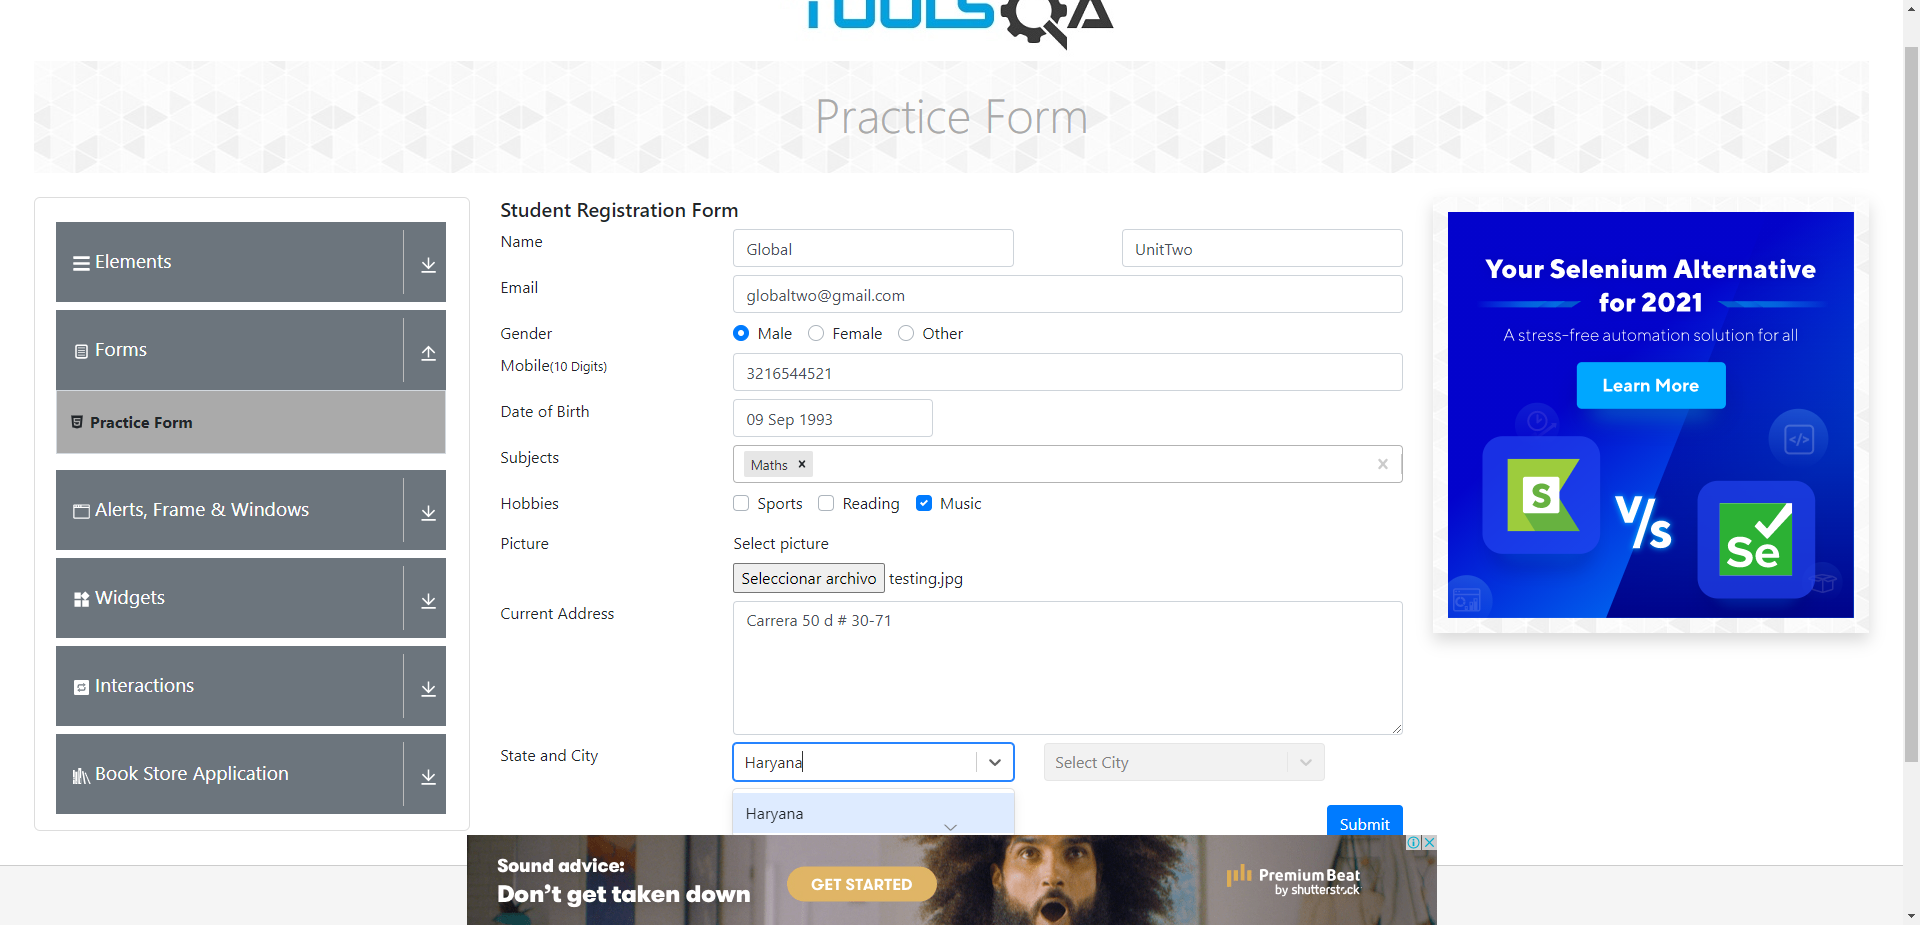 TOOLSQA
Practice Form
Elements
Forms
Practice Form
Alerts, Frame & Windows
Widgets
Interactions
Book Store Application
Student Registration Form
Name
Global
UnitTwo
Email
globaltwo@gmail.com
Gender
Male
Female
Other
Mobile(10 Digits)
3216544521
Date of Birth
09 Sep 1993
Subjects
Maths
Hobbies
Sports
Reading
Music
Picture
Select picture
Seleccionar archivo testing.jpg
Current Address
Carrera 50 d # 30-71
State and City
Haryana
Select City
Haryana
Submit
Your Selenium Alternative
for 2021
A stress-free automation solution for all
Learn More
</>
S
V/s
Se
Sound advice:
Don't get taken down
GET STARTED
PremiumBeat
by shutterstock